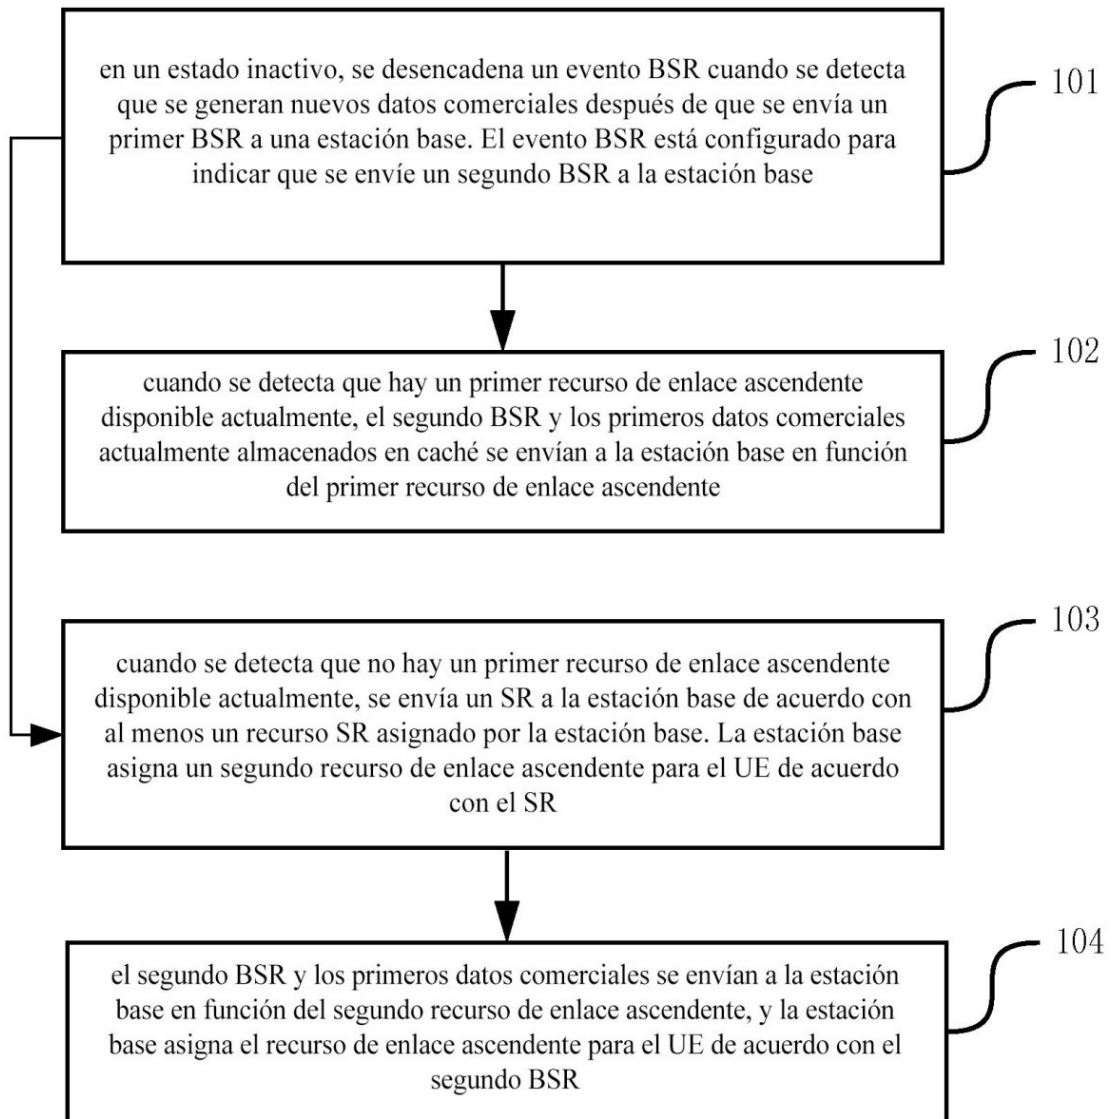 en un estado inactivo, se desencadena un evento BSR cuando se detecta
que se generan nuevos datos comerciales después de que se envía un
primer BSR a una estación base. El evento BSR está configurado para
indicar que se envíe un segundo BSR a la estación base
101
cuando se detecta que hay un primer recurso de enlace ascendente
disponible actualmente, el segundo BSR y los primeros datos comerciales
actualmente almacenados en caché se envían a la estación base en función
del primer recurso de enlace ascendente
102
cuando se detecta que no hay un primer recurso de enlace ascendente
disponible actualmente, se envía un SR a la estación base de acuerdo con
al menos un recurso SR asignado por la estación base. La estación base
asigna un segundo recurso de enlace ascendente para el UE de acuerdo
con el SR
103
el segundo BSR y los primeros datos comerciales se envían a la estación
base en función del segundo recurso de enlace ascendente, y la estación
base asigna el recurso de enlace ascendente para el UE de acuerdo con el
segundo BSR
104